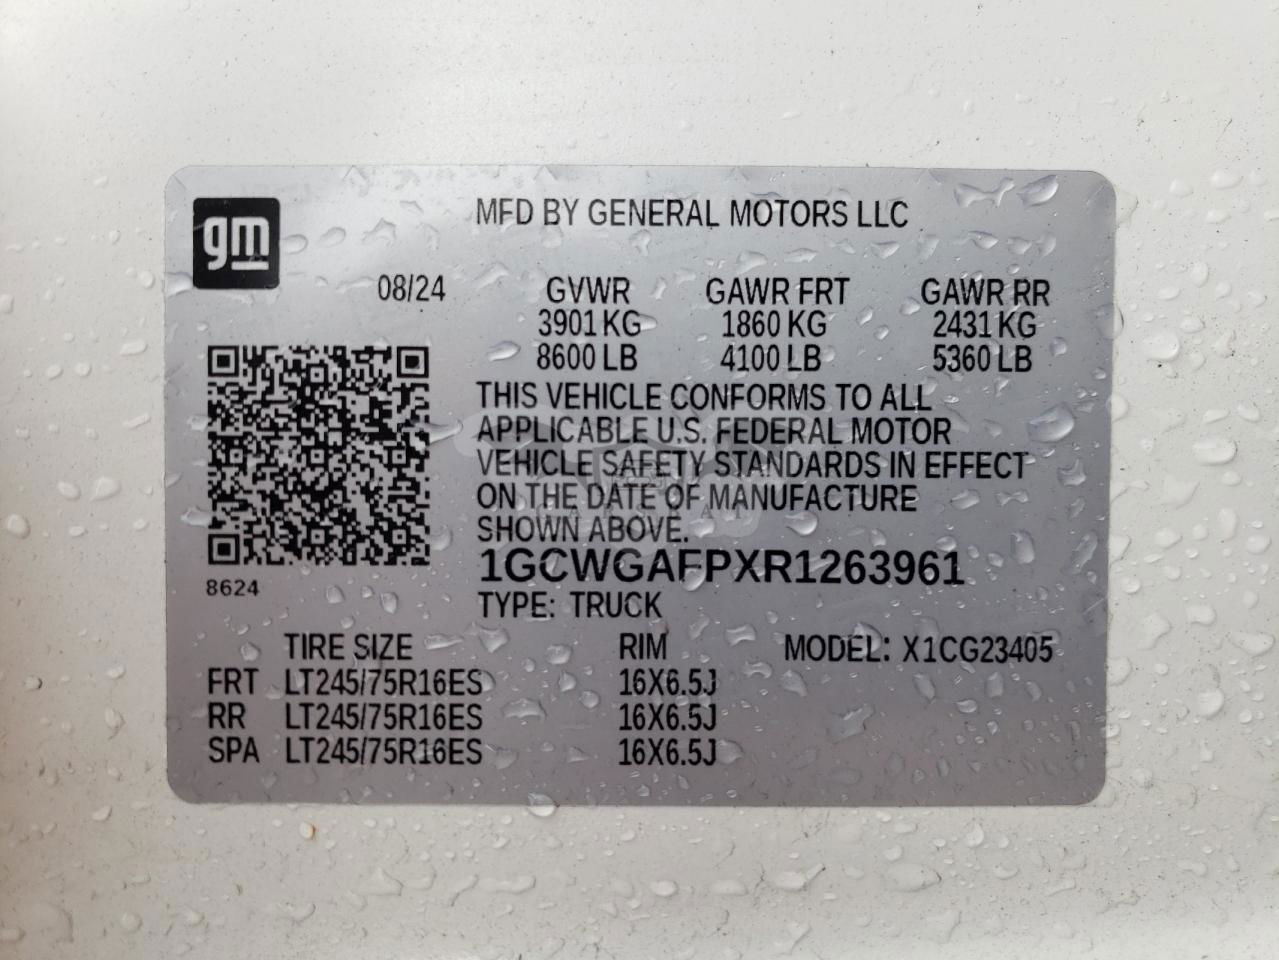 gm
MFD BY GENERAL MOTORS LLC
08/24 GVWR GAWR FRT GAWR RR
3901 KG 1860 KG 2431 KG
8600 LB 4100 LB 5360 LB
THIS VEHICLE CONFORMS TO ALL
APPLICABLE U.S. FEDERAL MOTOR
VEHICLE SAFETY STANDARDS IN EFFECT
ON THE DATE OF MANUFACTURE
SHOWN ABOVE.
1GCWGAFPXR1263961
8624
TYPE: TRUCK
TIRE SIZE RIM MODEL: X1CG23405
FRT LT245/75R16ES 16X6.5J
RR LT245/75R16ES 16X6.5J
SPA LT245/75R16ES 16X6.5J